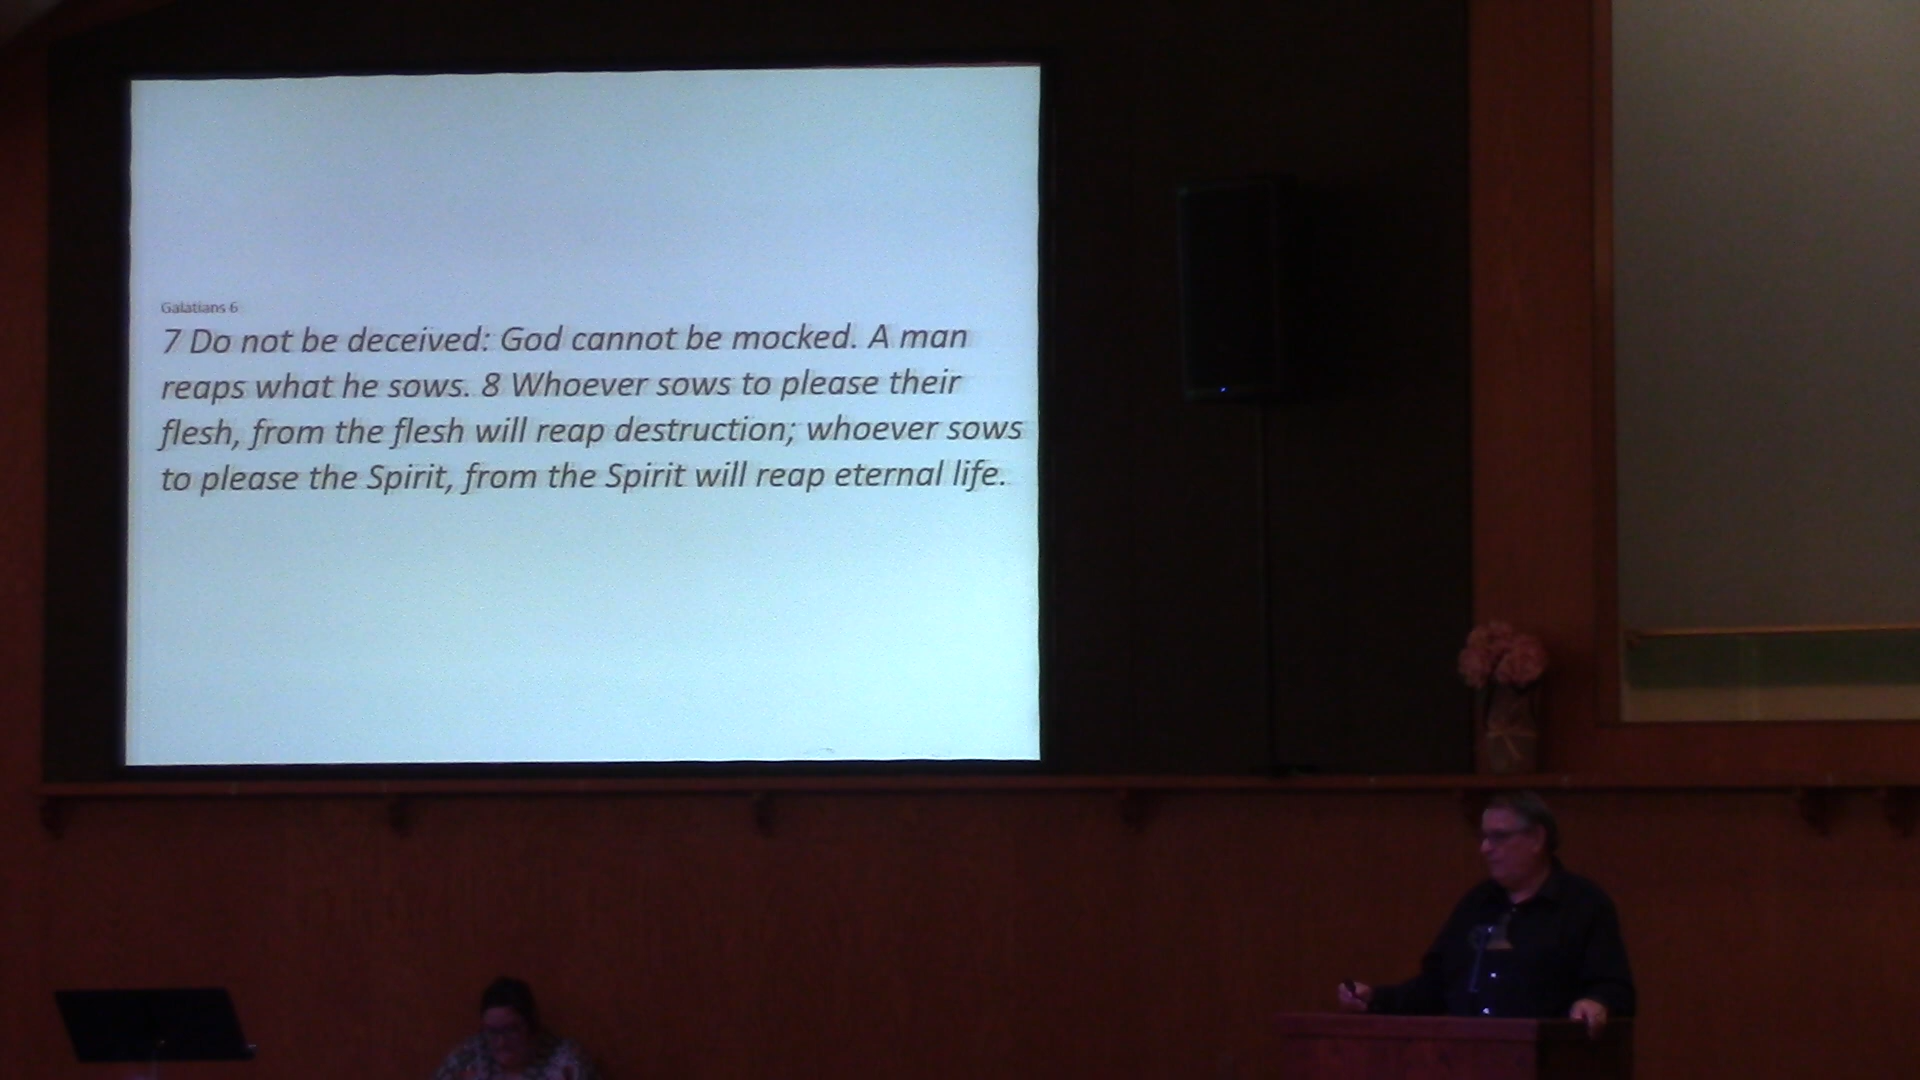 Galatians 6
7 Do not be deceived: God cannot be mocked. A man
reaps what he sows. 8 Whoever sows to please their
flesh, from the flesh will reap destruction; whoever sows
to please the Spirit, from the Spirit will reap eternal life.